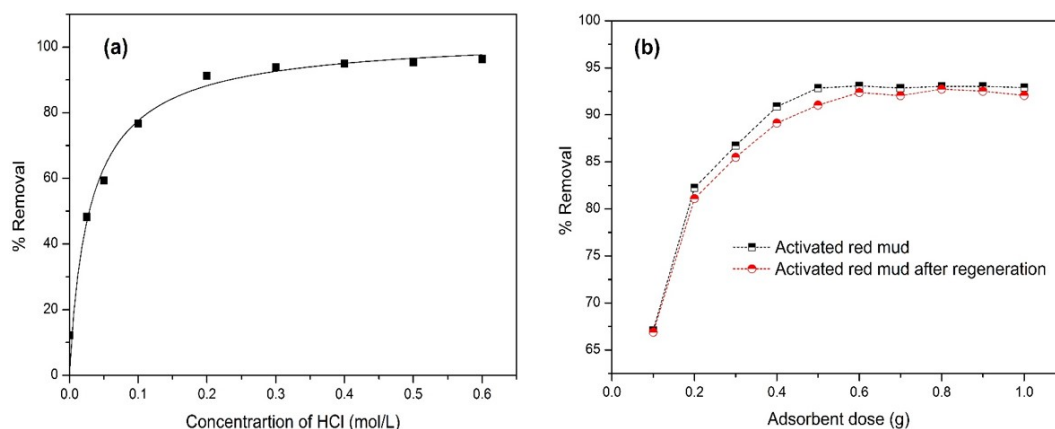 (a)
% Removal
100
80
60
40
20
0
0.0 0.1 0.2 0.3 0.4 0.5 0.6
Concentrartion of HCl (mol/L)
(b)
% Removal
100
95
90
85
80
75
70
65
Activated red mud
Activated red mud after regeneration
0.0 0.2 0.4 0.6 0.8 1.0
Adsorbent dose (g)